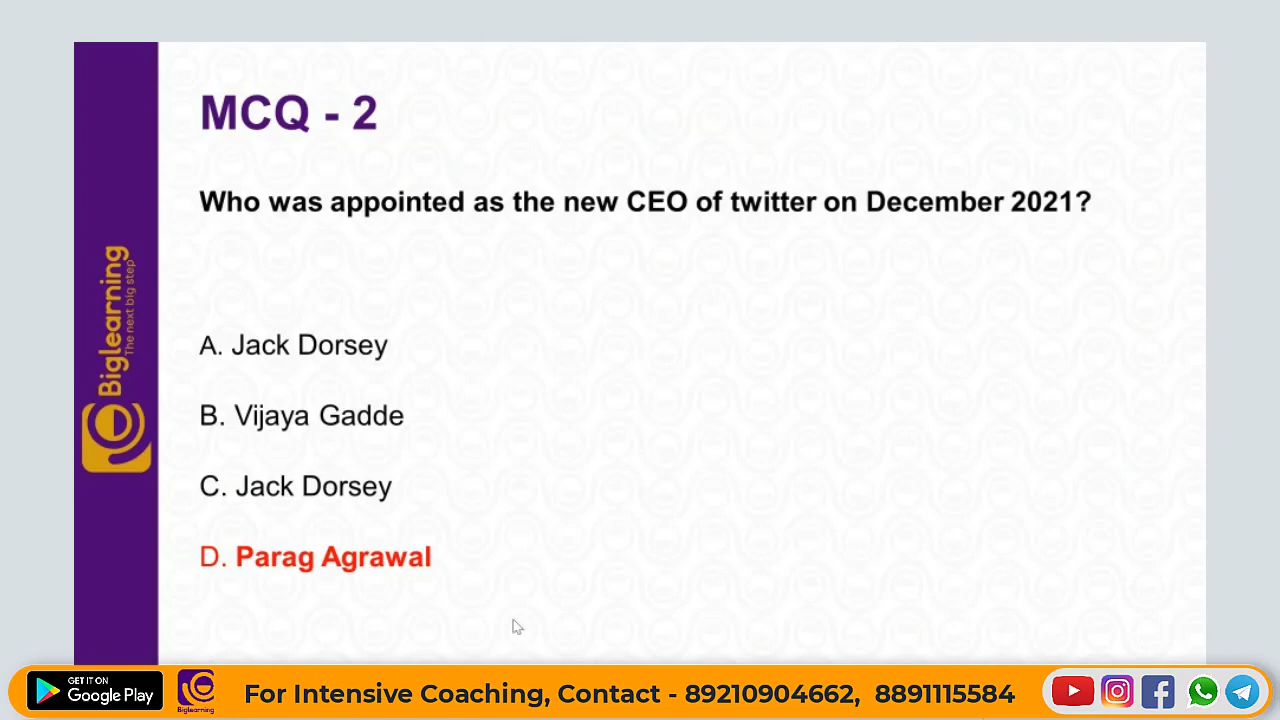 MCQ - 2
Who was appointed as the new CEO of twitter on December 2021?
A. Jack Dorsey
B. Vijaya Gadde
C. Jack Dorsey
D. Parag Agrawal
Biglearning
The next big step
GET IT ON
Google Play
Biglearning
For Intensive Coaching, Contact - 89210904662, 8891115584